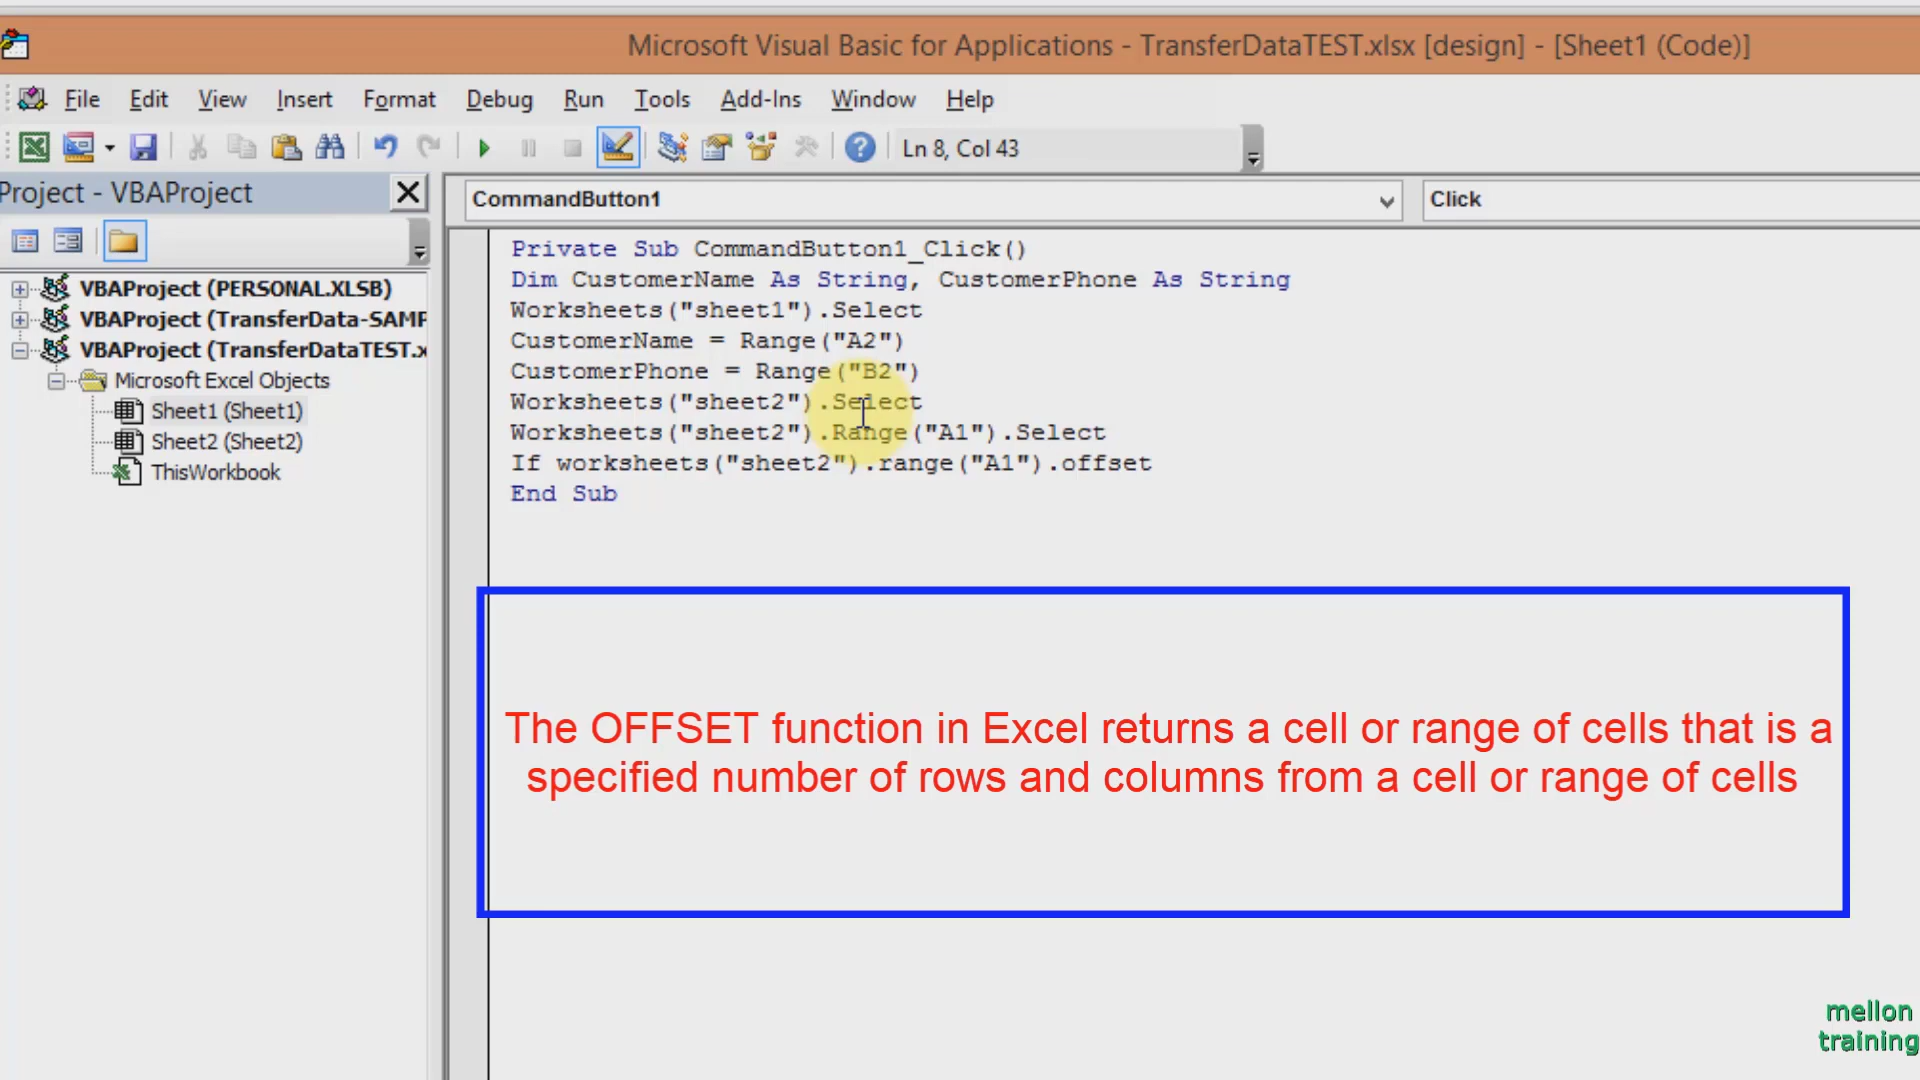 Microsoft Visual Basic for Applications - TransferDataTEST.xlsx [design] - [Sheet1 (Code)]
File Edit View Insert Format Debug Run Tools Add-Ins Window Help
Ln 8, Col 43
Project - VBAProject
CommandButton1 Click
VBAProject (PERSONAL.XLSB)
VBAProject (TransferData-SAMP
VBAProject (TransferDataTEST.x
Microsoft Excel Objects
Sheet1 (Sheet1)
Sheet2 (Sheet2)
ThisWorkbook
Private Sub CommandButton1_Click()
Dim CustomerName As String, CustomerPhone As String
Worksheets("sheet1").Select
CustomerName = Range("A2")
CustomerPhone = Range("B2")
Worksheets("sheet2").Select
Worksheets("sheet2").Range("A1").Select
If worksheets("sheet2").range("A1").offset
End Sub
The OFFSET function in Excel returns a cell or range of cells that is a
specified number of rows and columns from a cell or range of cells
mellon
training